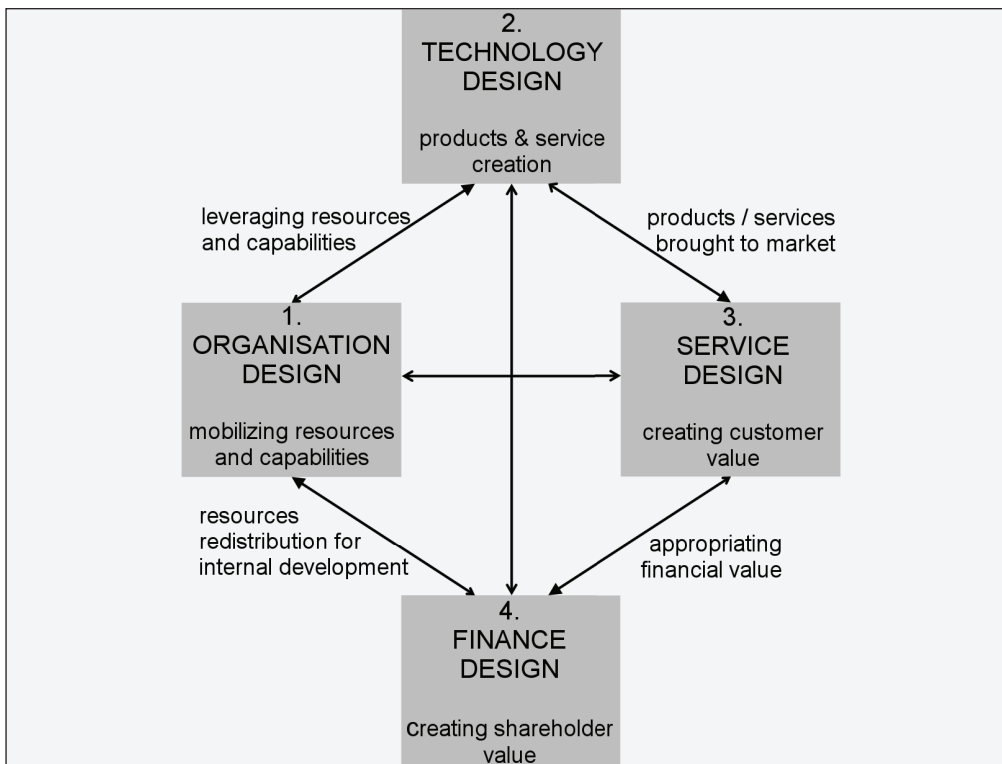 2.
TECHNOLOGY
DESIGN
products & service
creation
leveraging resources
and capabilities
products / services
brought to market
1.
ORGANISATION
DESIGN
mobilizing resources
and capabilities
3.
SERVICE
DESIGN
creating customer
value
resources
redistribution for
internal development
appropriating
financial value
4.
FINANCE
DESIGN
creating shareholder
value